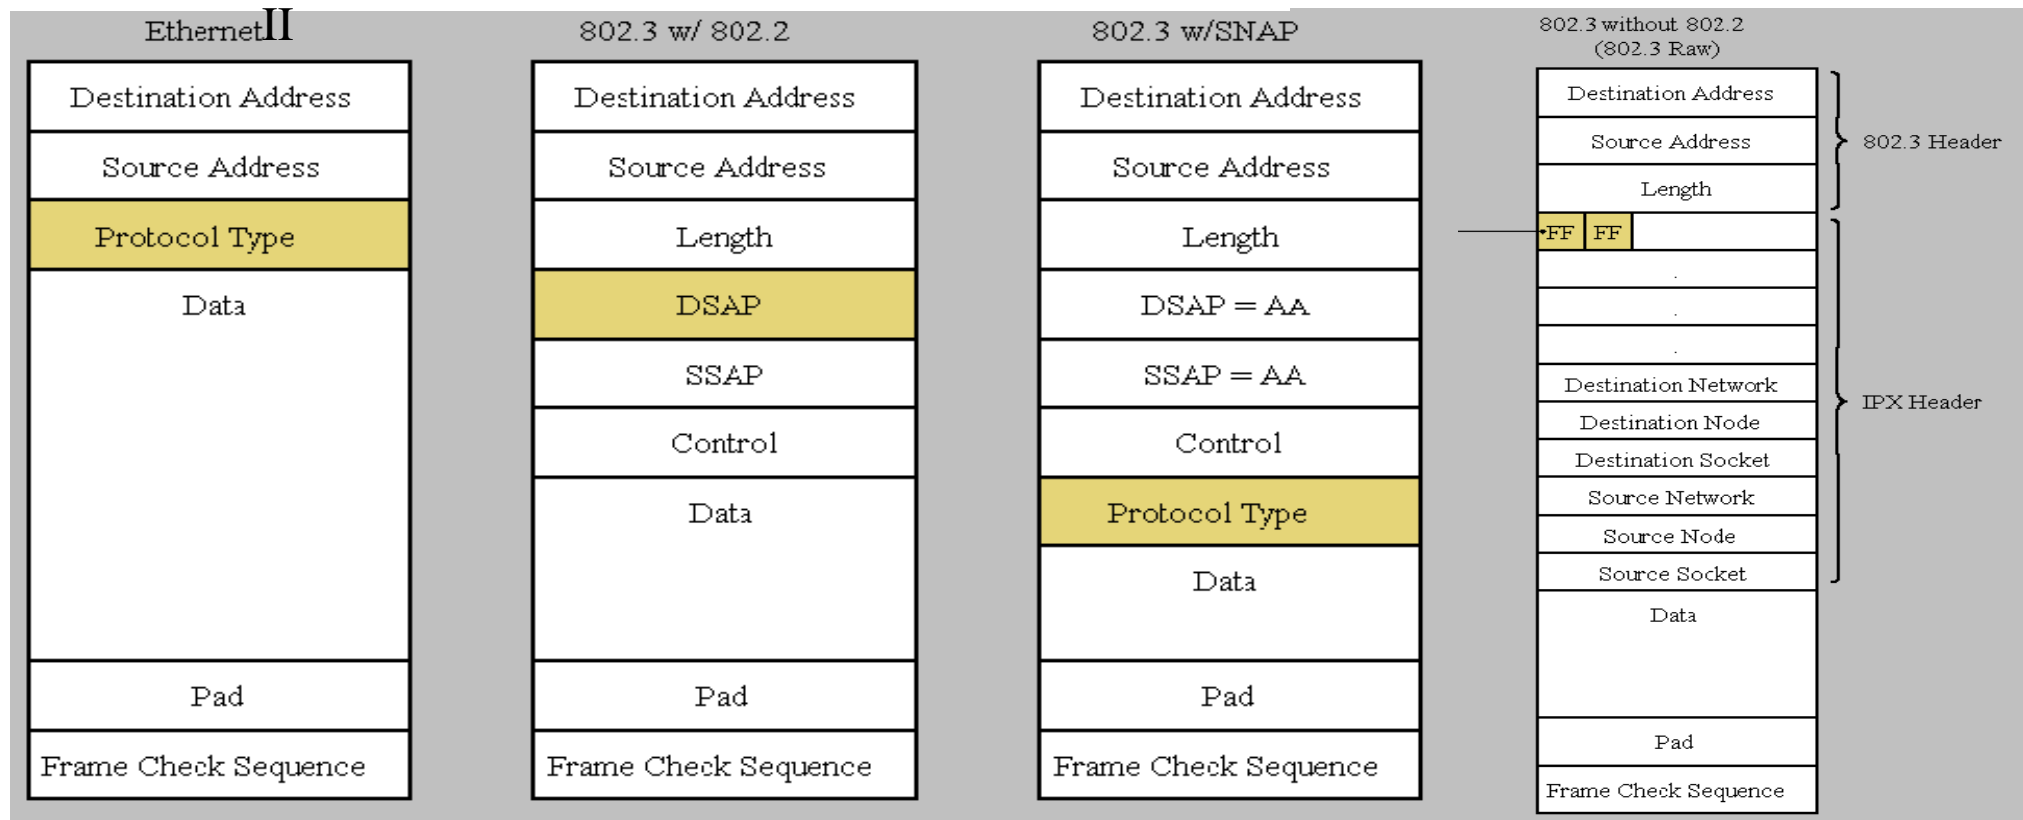 EthernetII
Destination Address
Source Address
Protocol Type
Data
Pad
Frame Check Sequence
802.3 w/ 802.2
Destination Address
Source Address
Length
DSAP
SSAP
Control
Data
Pad
Frame Check Sequence
802.3 w/SNAP
Destination Address
Source Address
Length
DSAP = AA
SSAP = AA
Control
Protocol Type
Data
Pad
Frame Check Sequence
802.3 without 802.2
(802.3 Raw)
Destination Address
Source Address
Length
FF FF
.
.
.
Destination Network
Destination Node
Destination Socket
Source Network
Source Node
Source Socket
Data
Pad
Frame Check Sequence
802.3 Header
IPX Header